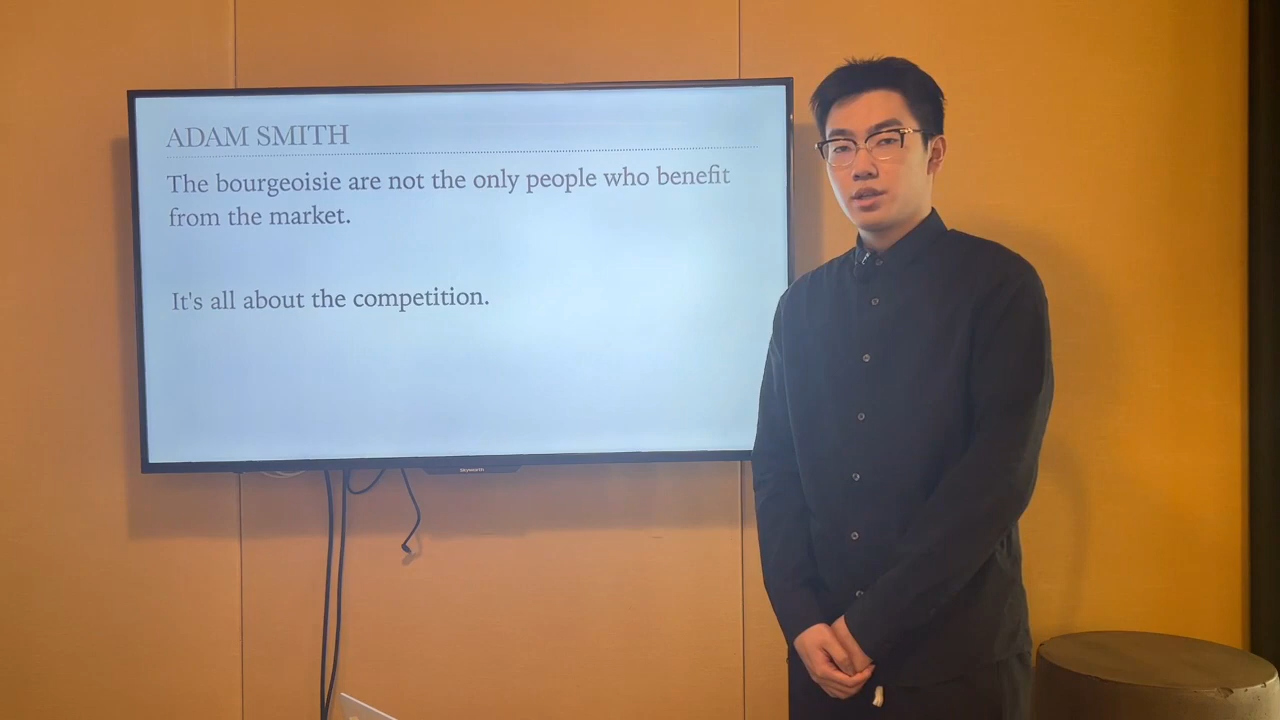 ADAM SMITH
The bourgeoisie are not the only people who benefit
from the market.
It's all about the competition.
Skyworth